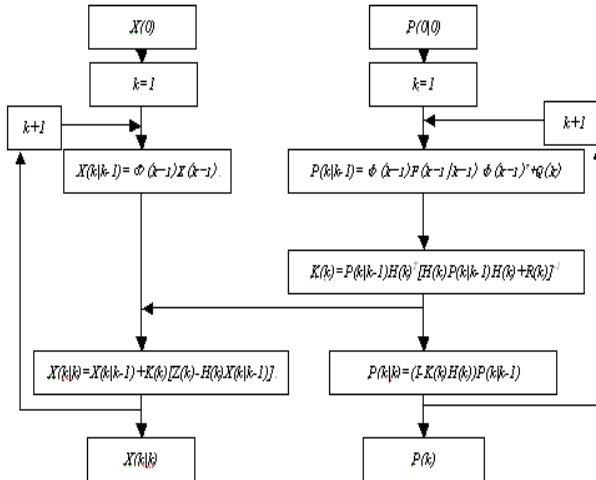 X(0)
P(0|0)
k=1
k=1
k+1
k+1
X(k|k-1)= Φ(x-1)X(x-1).
P(k|k-1)= ϕ(x-1)P(x-1|x-1) ϕ(x-1)ᵀ+Q(x)
K(k)=P(k|k-1)H(k)ᵀ[H(k)P(k|k-1)H(k)+R(k)]⁻¹
X(k|k)=X(k|k-1)+K(k)[Z(k)-H(k)X(k|k-1)].
P(k|k)=(I-K(k)H(k))P(k|k-1)
X(k|k)
P(k)